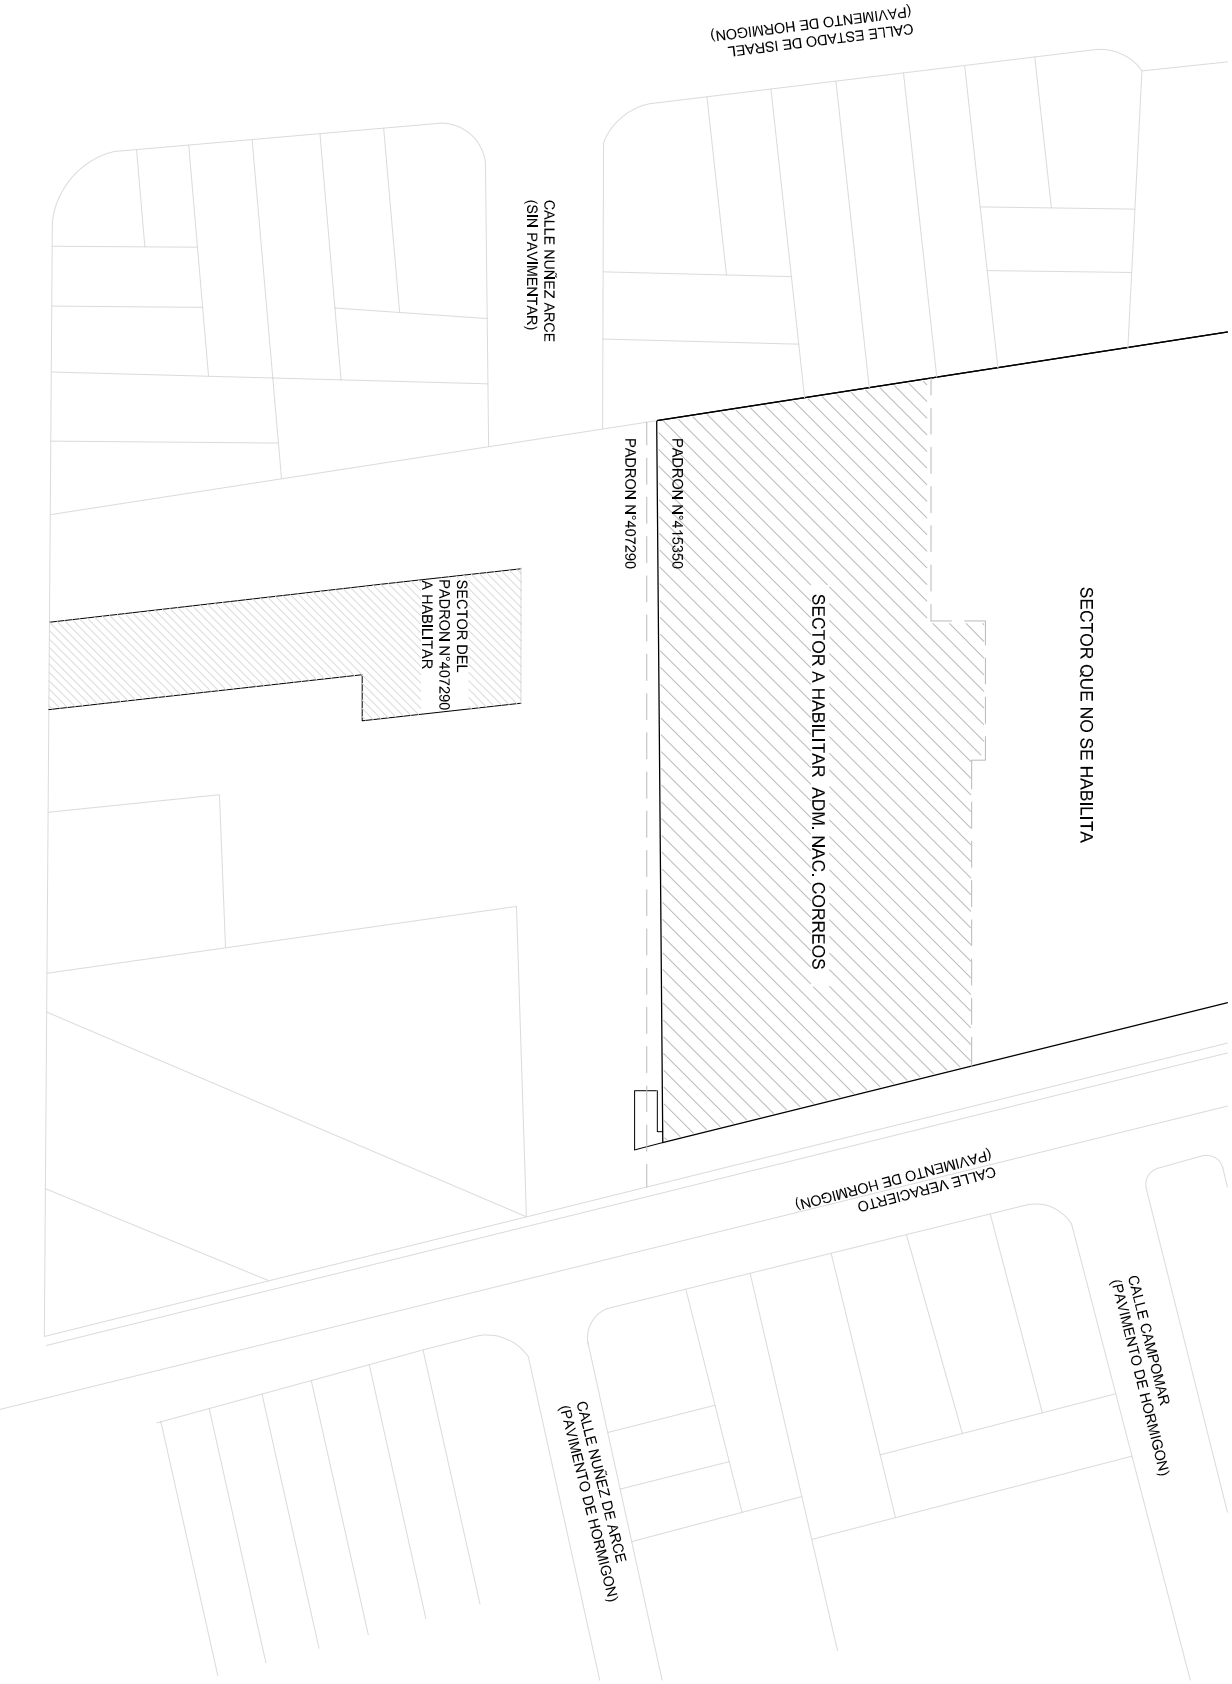 CALLE ESTADO DE ISRAEL
(PAVIMENTO DE HORMIGON)
CALLE NUÑEZ ARCE
(SIN PAVIMENTAR)
PADRON N°415350
PADRON N°407290
SECTOR DEL
PADRON N°407290
A HABILITAR
SECTOR A HABILITAR ADM. NAC. CORREOS
SECTOR QUE NO SE HABILITA
CALLE VERACIERTO
(PAVIMENTO DE HORMIGON)
CALLE CAMPOMAR
(PAVIMENTO DE HORMIGON)
CALLE NUÑEZ DE ARCE
(PAVIMENTO DE HORMIGON)